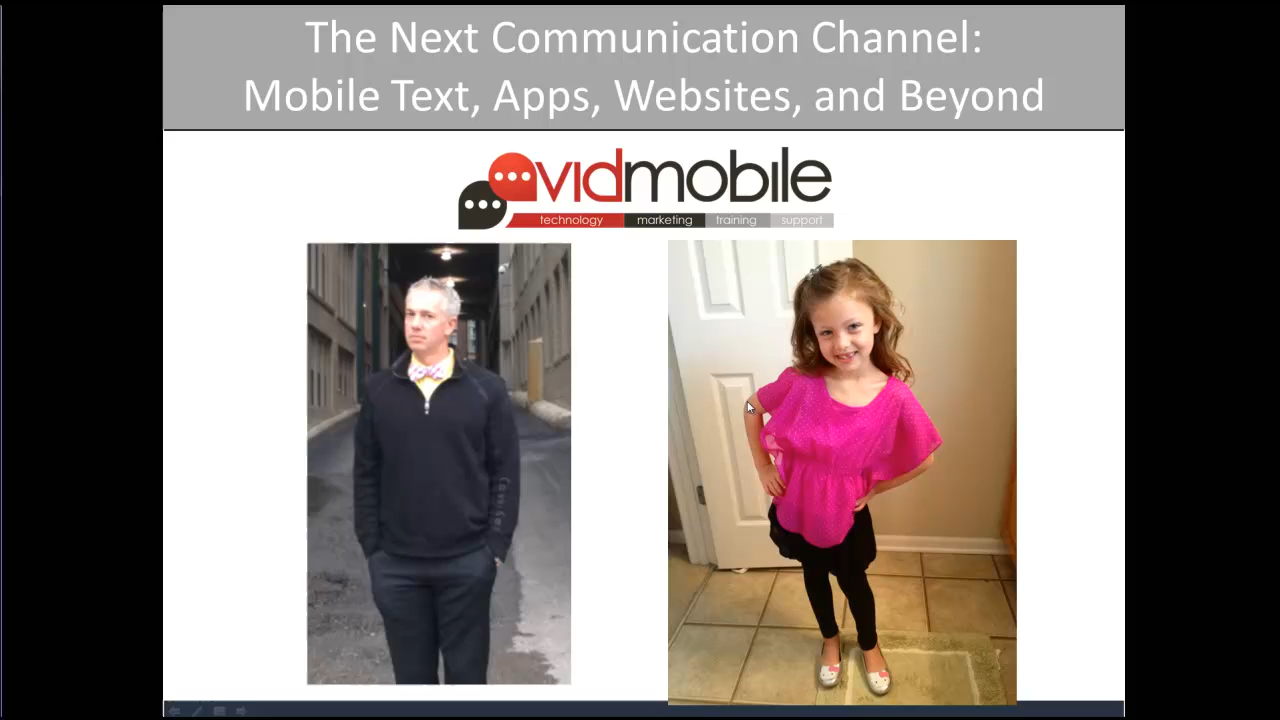 The Next Communication Channel:
Mobile Text, Apps, Websites, and Beyond
avidmobile
technology marketing training support